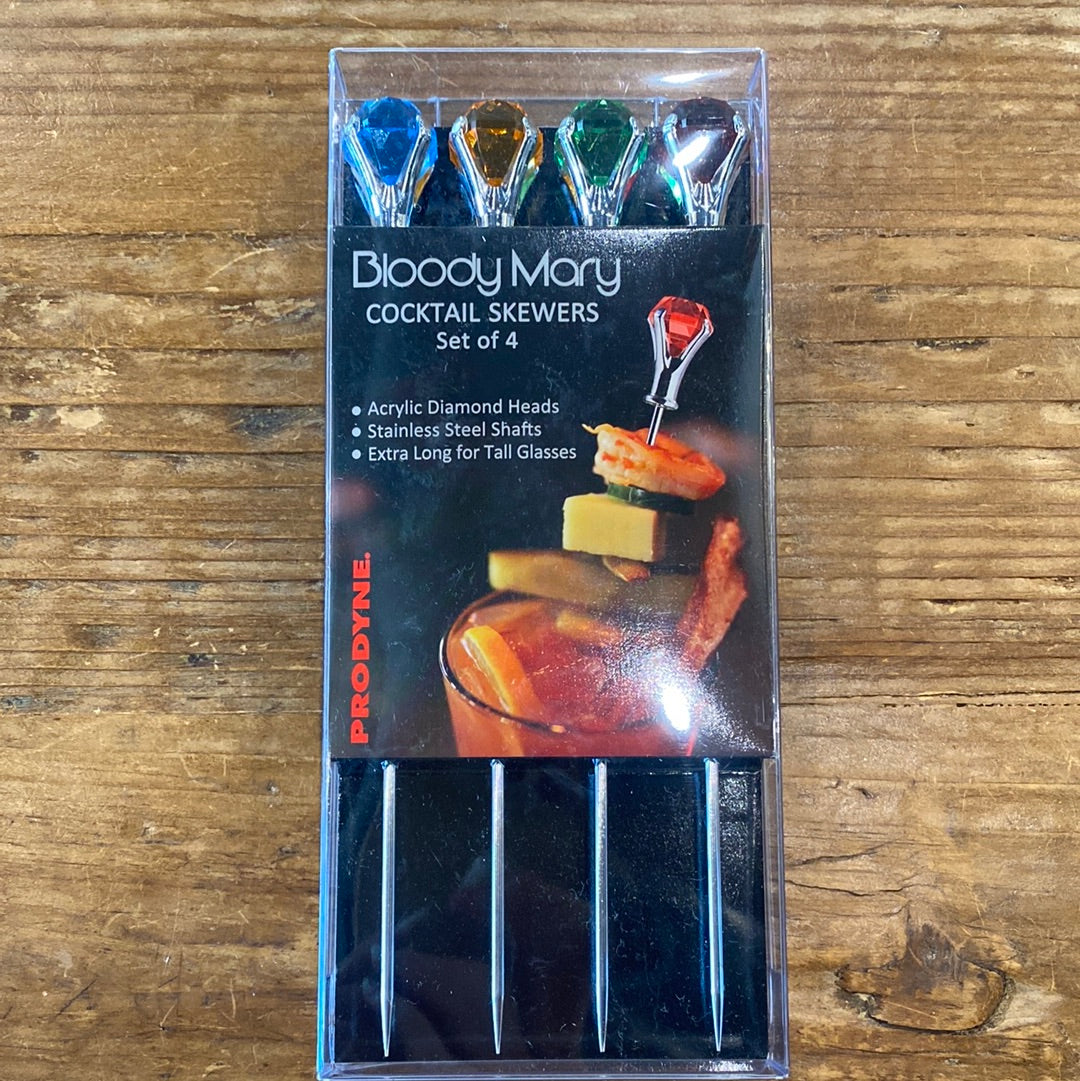 Bloody Mary
COCKTAIL SKEWERS
Set of 4
• Acrylic Diamond Heads
• Stainless Steel Shafts
• Extra Long for Tall Glasses
PRODYNE.